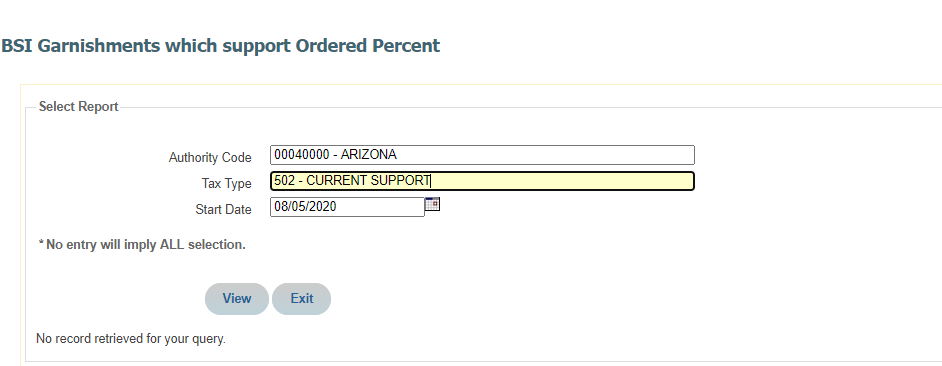 BSI Garnishments which support Ordered Percent
Select Report
Authority Code 00040000 - ARIZONA
Tax Type 502 - CURRENT SUPPORT
Start Date 08/05/2020
* No entry will imply ALL selection.
View Exit
No record retrieved for your query.